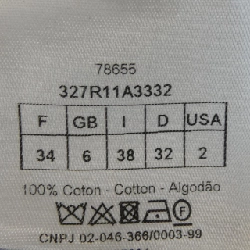 78655
327R11A3332
F GB I D USA
34 6 38 32 2
100% Coton - Cotton - Algodão
CNPJ 02-046-366/0003-99